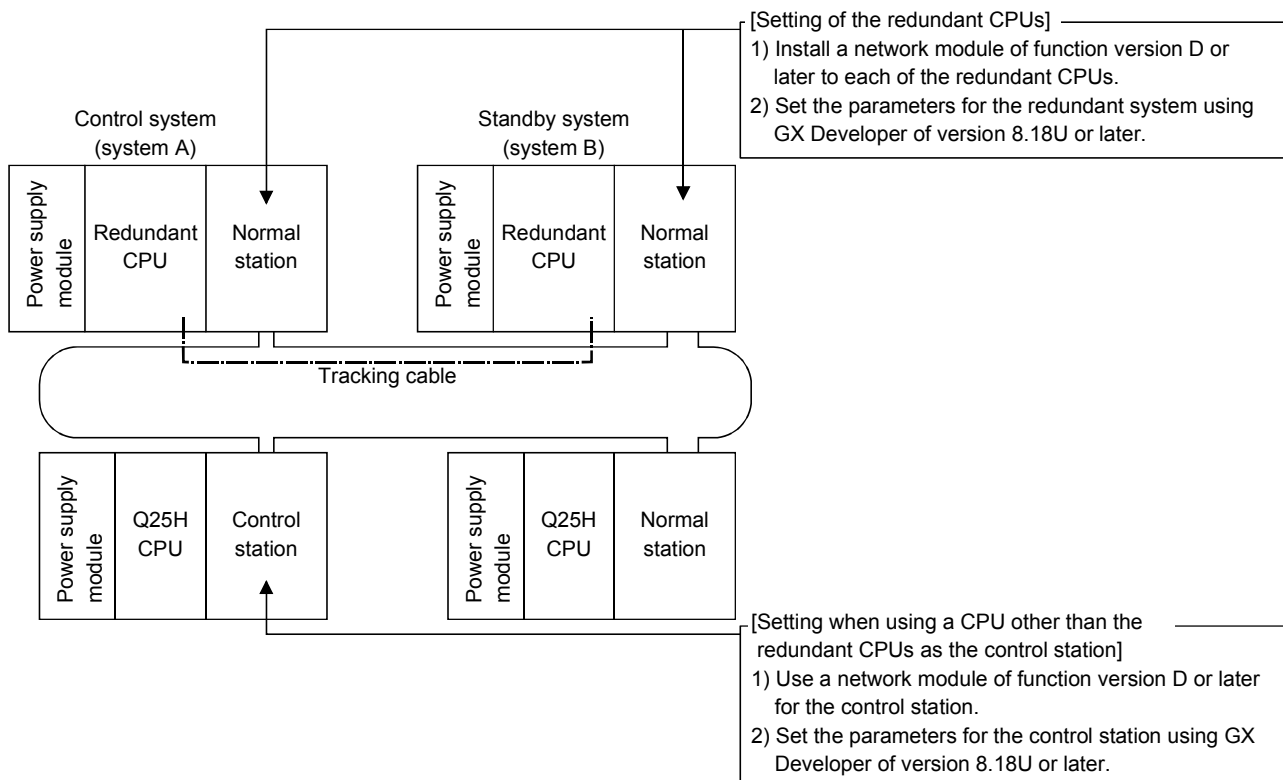 [Setting of the redundant CPUs]
1) Install a network module of function version D or
later to each of the redundant CPUs.
2) Set the parameters for the redundant system using
GX Developer of version 8.18U or later.
Control system
(system A)
Standby system
(system B)
Power supply
module
Redundant
CPU
Normal
station
Power supply
module
Redundant
CPU
Normal
station
Tracking cable
Power supply
module
Q25H
CPU
Control
station
Power supply
module
Q25H
CPU
Normal
station
[Setting when using a CPU other than the
redundant CPUs as the control station]
1) Use a network module of function version D or later
for the control station.
2) Set the parameters for the control station using GX
Developer of version 8.18U or later.